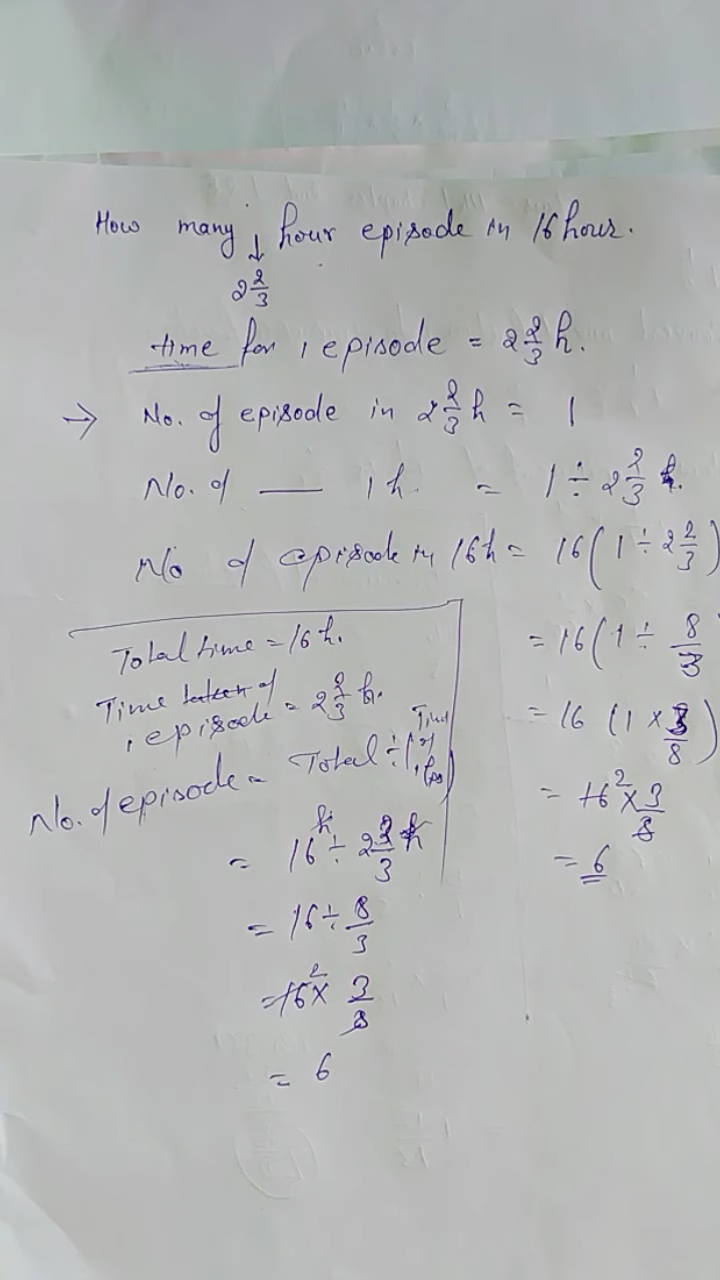 How many ↓ hour episode in 16 hour.
2 2/3
time for 1 episode = 2 2/3 h.
→ No. of episode in 2 2/3 h = 1
No. of — 1 h. = 1 ÷ 2 2/3 h.
No of episode in 16h = 16(1 ÷ 2 2/3)
= 16(1 ÷ 8/3
= 16 (1 × 3/8)
= 16 2 × 3/8
= 6
Total time = 16 h.
Time taken of
1 episode = 2 2/3 h.
No. of episode = Total ÷ (Time of 1
= 16 h ÷ 2 2/3 h
= 16 ÷ 8/3
= 16 2 × 3/8
= 6